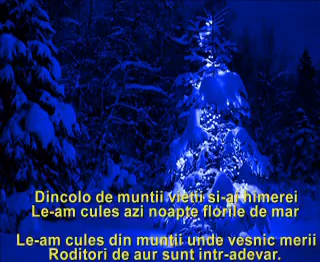 Dincolo de muntii vietii si-ai himerei
Le-am cules azi noapte florile de mar
Le-am cules din muntii unde vesnic merii
Roditori de aur sunt intr-adevar.